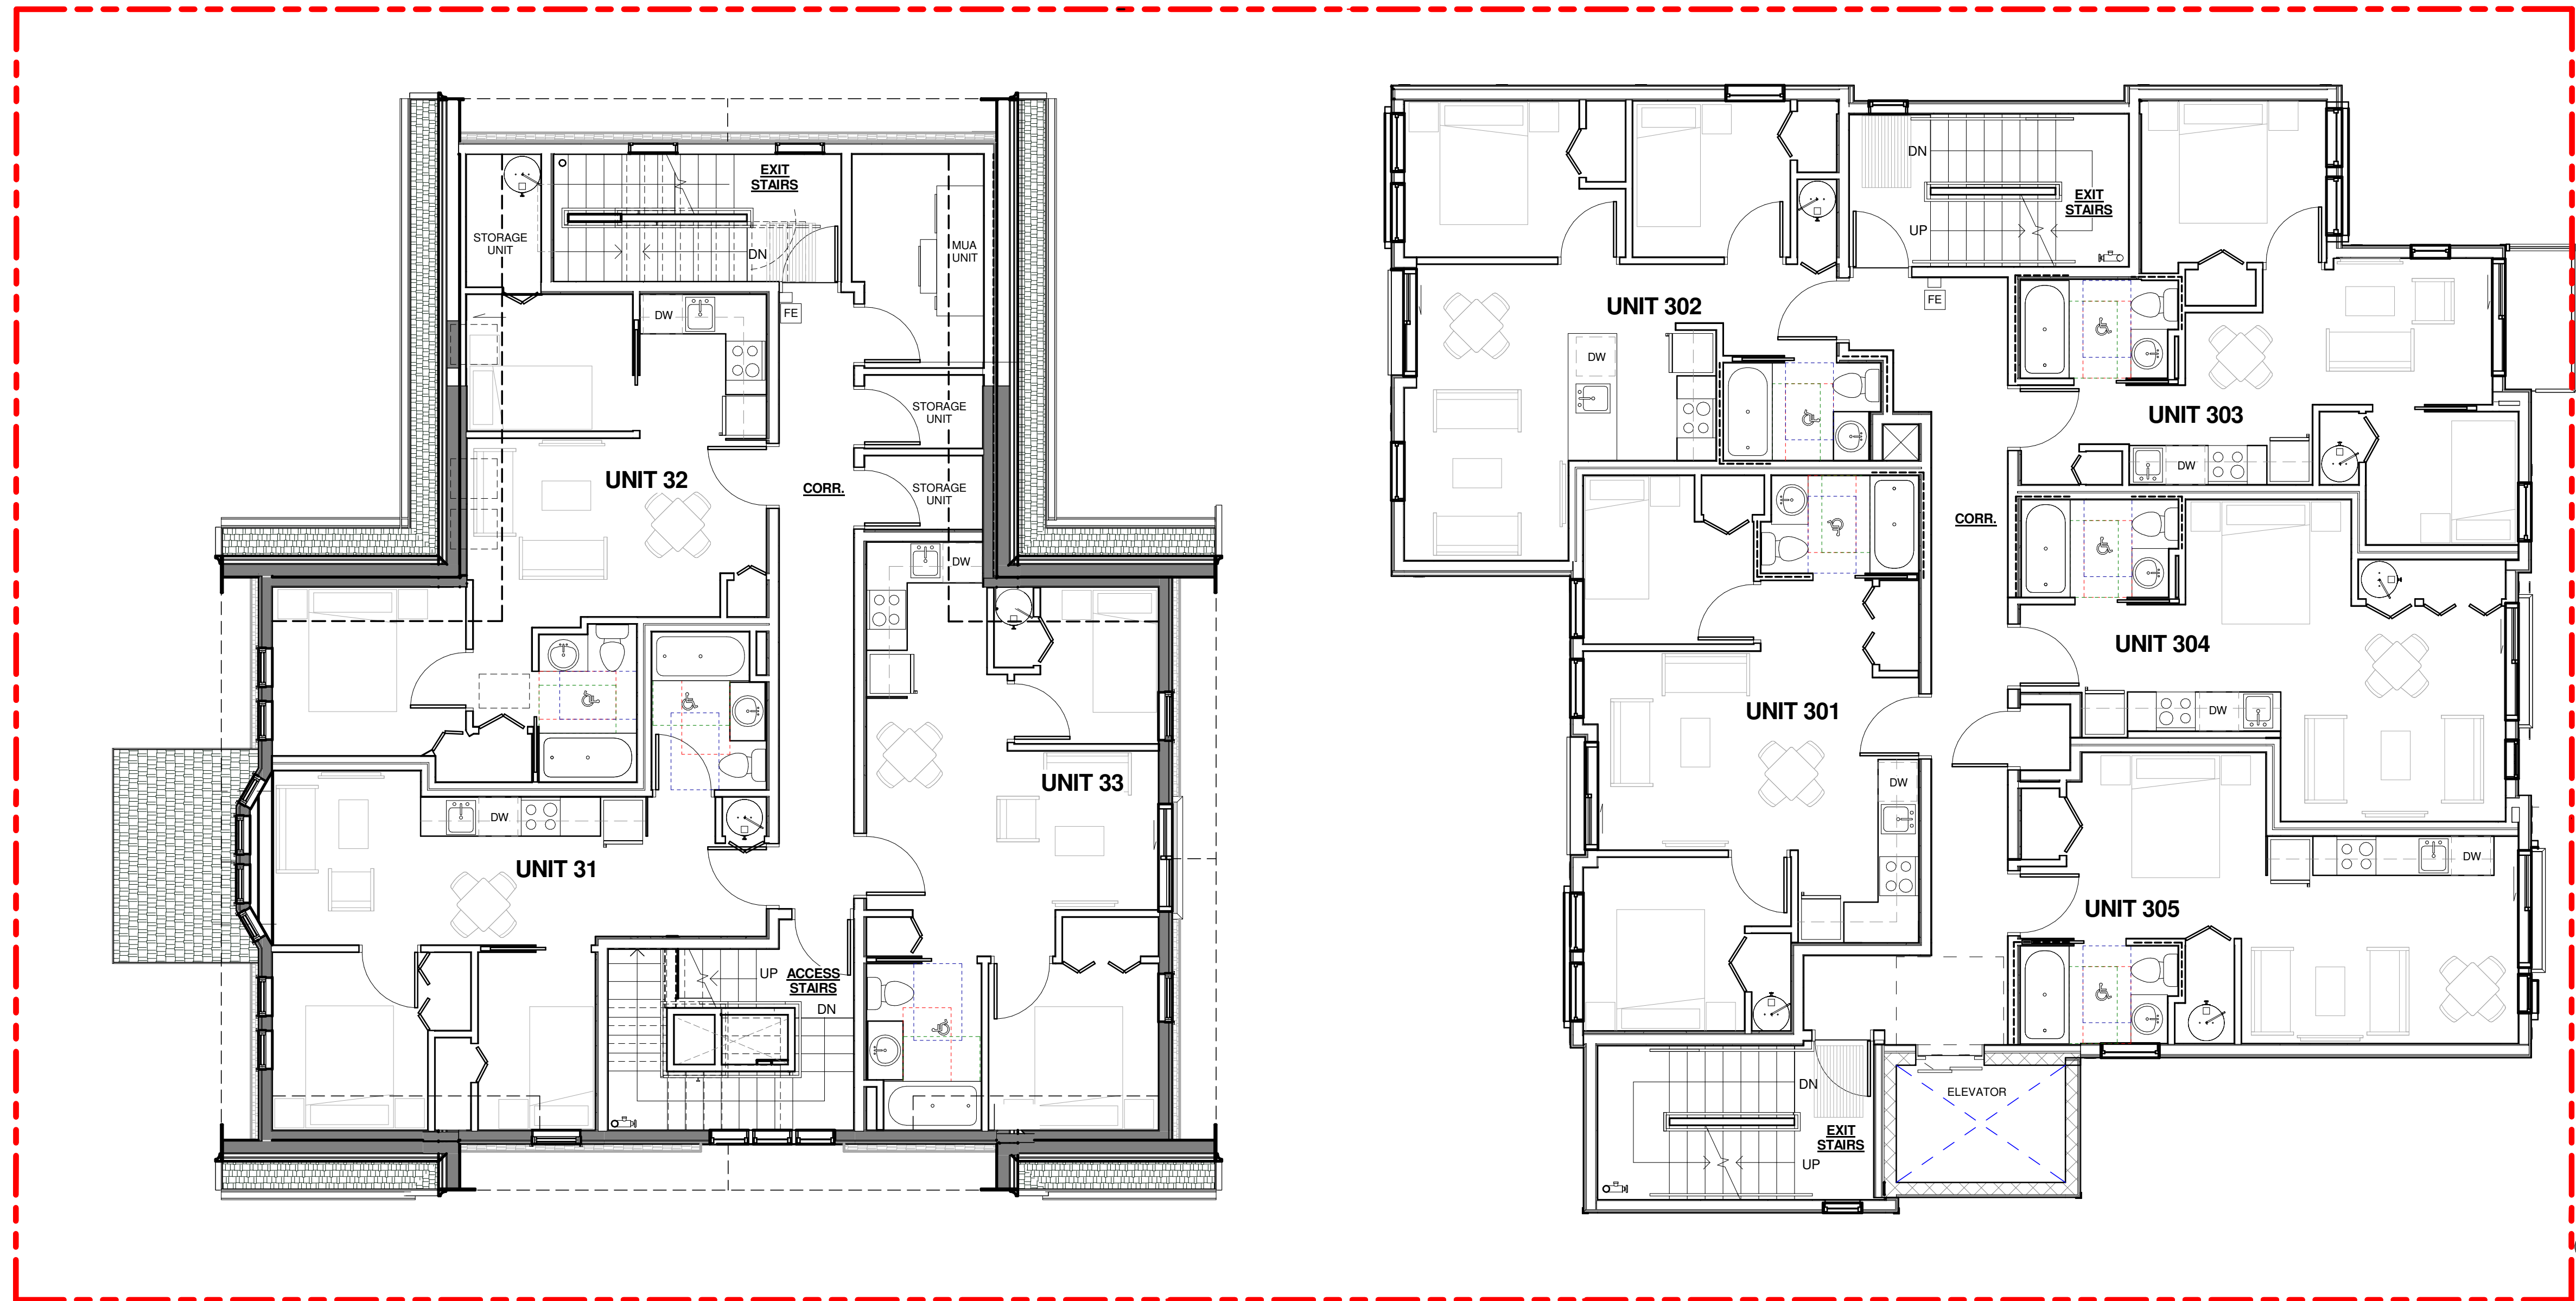 EXIT
STAIRS
STORAGE
UNIT
DN
MUA
UNIT
DW
FE
STORAGE
UNIT
UNIT 32
CORR.
STORAGE
UNIT
DW
UNIT 33
DW
UNIT 31
UP
ACCESS
STAIRS
DN
DN
EXIT
STAIRS
UP
UNIT 302
FE
DW
UNIT 303
DW
CORR.
UNIT 304
UNIT 301
DW
DW
DW
UNIT 305
DN
ELEVATOR
EXIT
STAIRS
UP